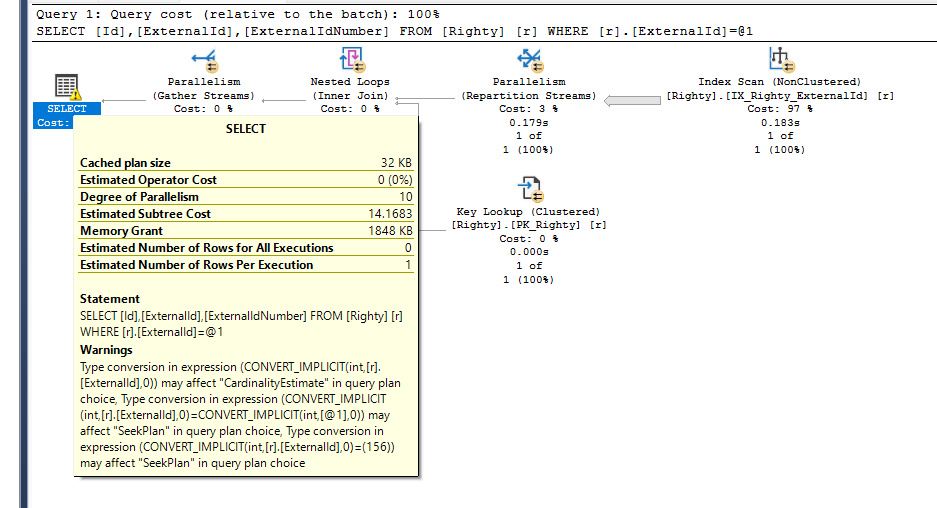 Query 1: Query cost (relative to the batch): 100%
SELECT [Id],[ExternalId],[ExternalIdNumber] FROM [Righty] [r] WHERE [r].[ExternalId]=@1
SELECT
Cost:
Parallelism
(Gather Streams)
Cost: 0 %
Nested Loops
(Inner Join)
Cost: 0 %
Parallelism
(Repartition Streams)
Cost: 3 %
0.179s
1 of
1 (100%)
Index Scan (NonClustered)
[Righty].[IX_Righty_ExternalId] [r]
Cost: 97 %
0.183s
1 of
1 (100%)
Key Lookup (Clustered)
[Righty].[PK_Righty] [r]
Cost: 0 %
0.000s
1 of
1 (100%)
SELECT
Cached plan size 32 KB
Estimated Operator Cost 0 (0%)
Degree of Parallelism 10
Estimated Subtree Cost 14.1683
Memory Grant 1848 KB
Estimated Number of Rows for All Executions 0
Estimated Number of Rows Per Execution 1
Statement
SELECT [Id],[ExternalId],[ExternalIdNumber] FROM [Righty] [r]
WHERE [r].[ExternalId]=@1
Warnings
Type conversion in expression (CONVERT_IMPLICIT(int,[r].
[ExternalId],0)) may affect "CardinalityEstimate" in query plan
choice, Type conversion in expression (CONVERT_IMPLICIT
(int,[r].[ExternalId],0)=CONVERT_IMPLICIT(int,[@1],0)) may
affect "SeekPlan" in query plan choice, Type conversion in
expression (CONVERT_IMPLICIT(int,[r].[ExternalId],0)=(156))
may affect "SeekPlan" in query plan choice